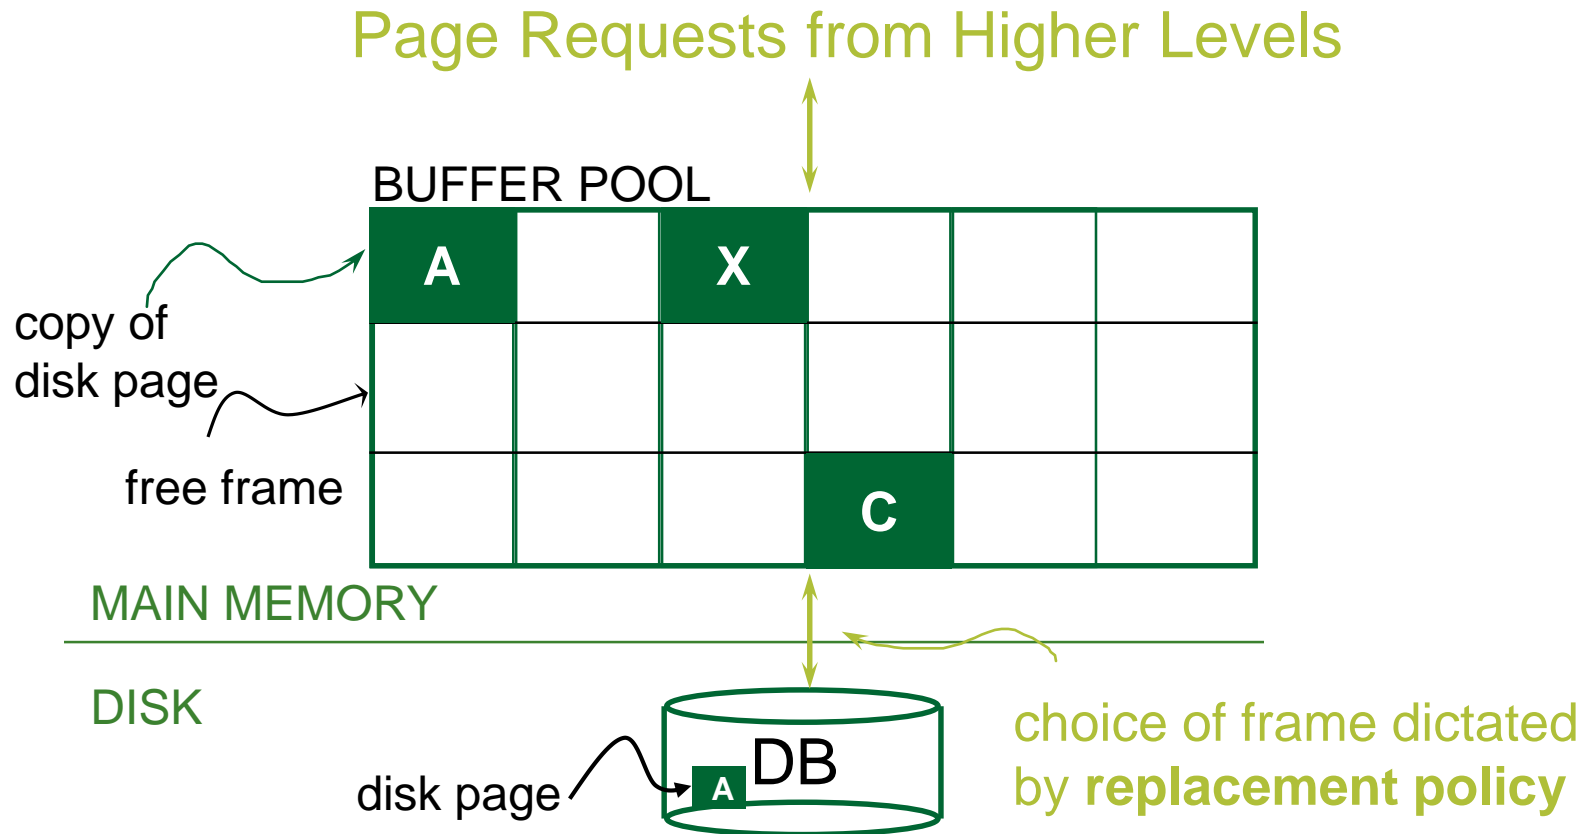 Page Requests from Higher Levels
BUFFER POOL
A
X
copy of
disk page
free frame
C
MAIN MEMORY
DISK
choice of frame dictated
by replacement policy
DB
A
disk page